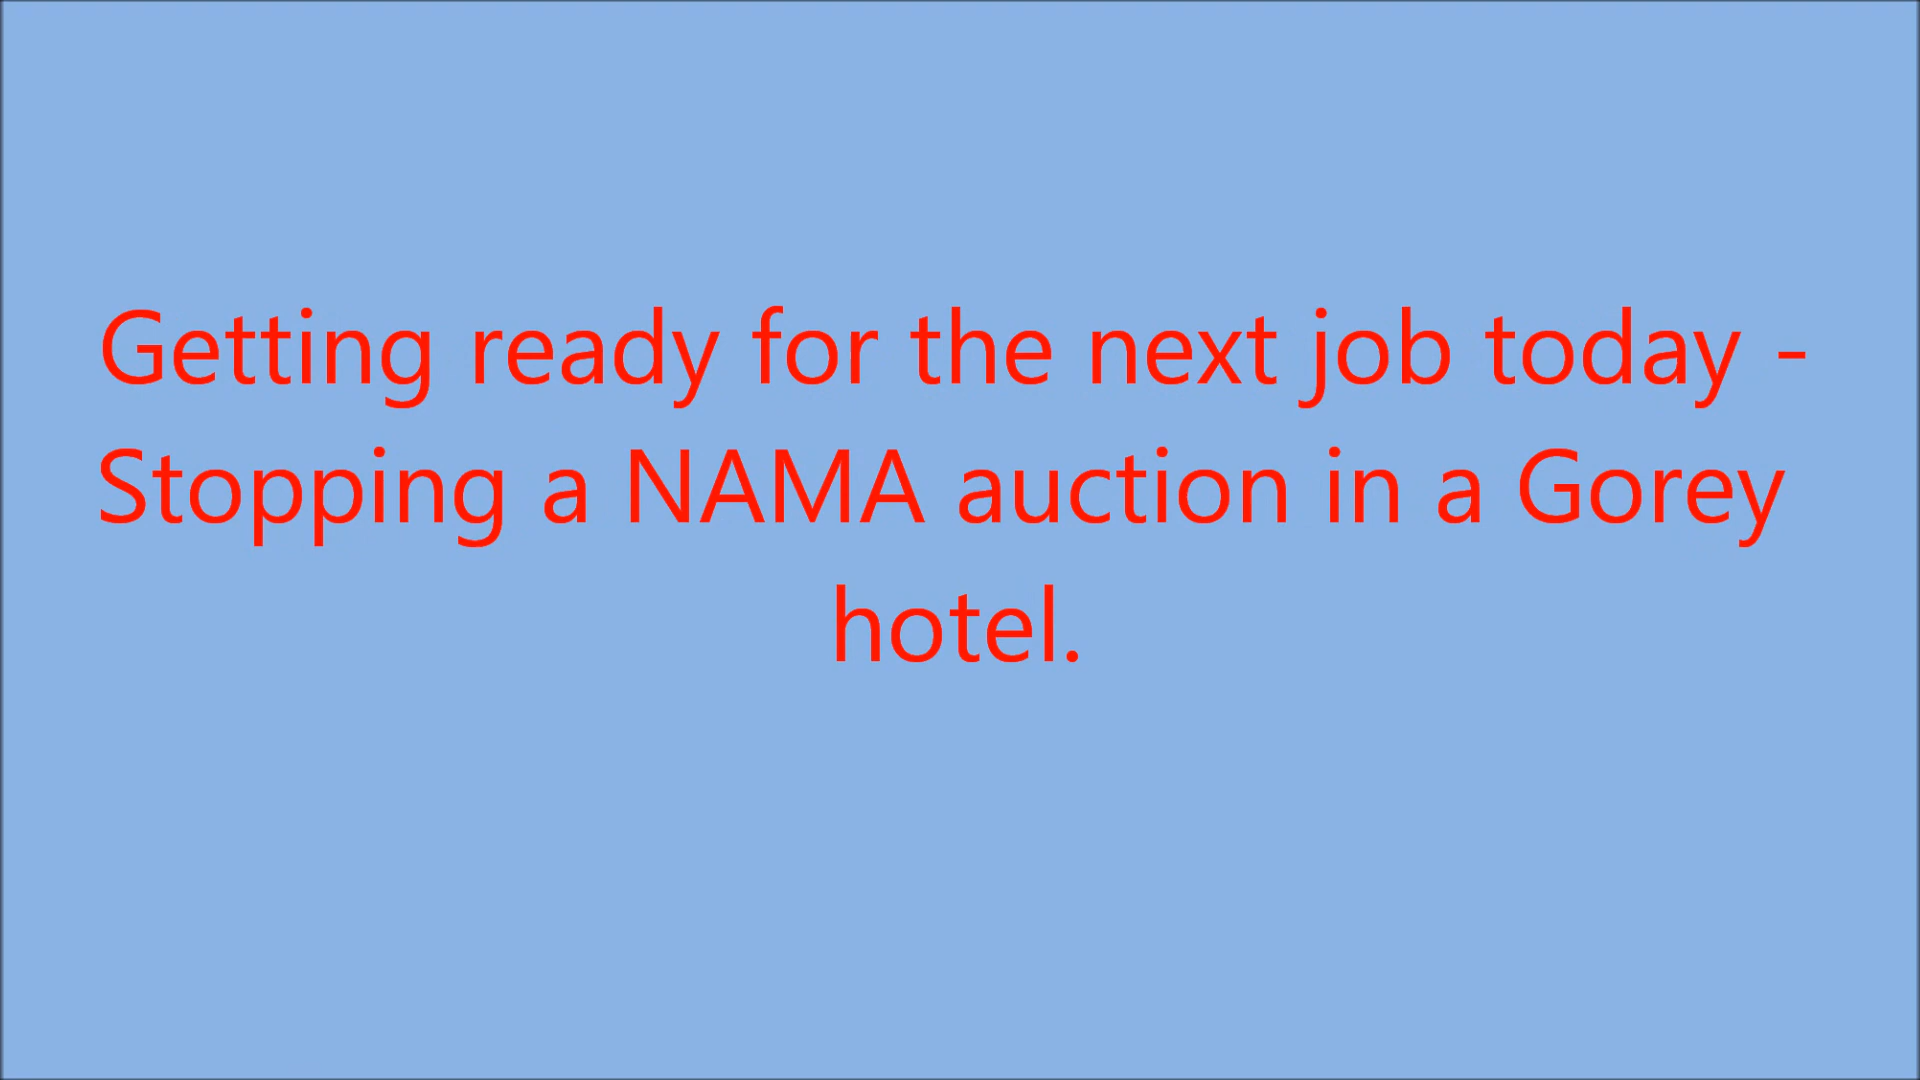 Getting ready for the next job today -
Stopping a NAMA auction in a Gorey
hotel.